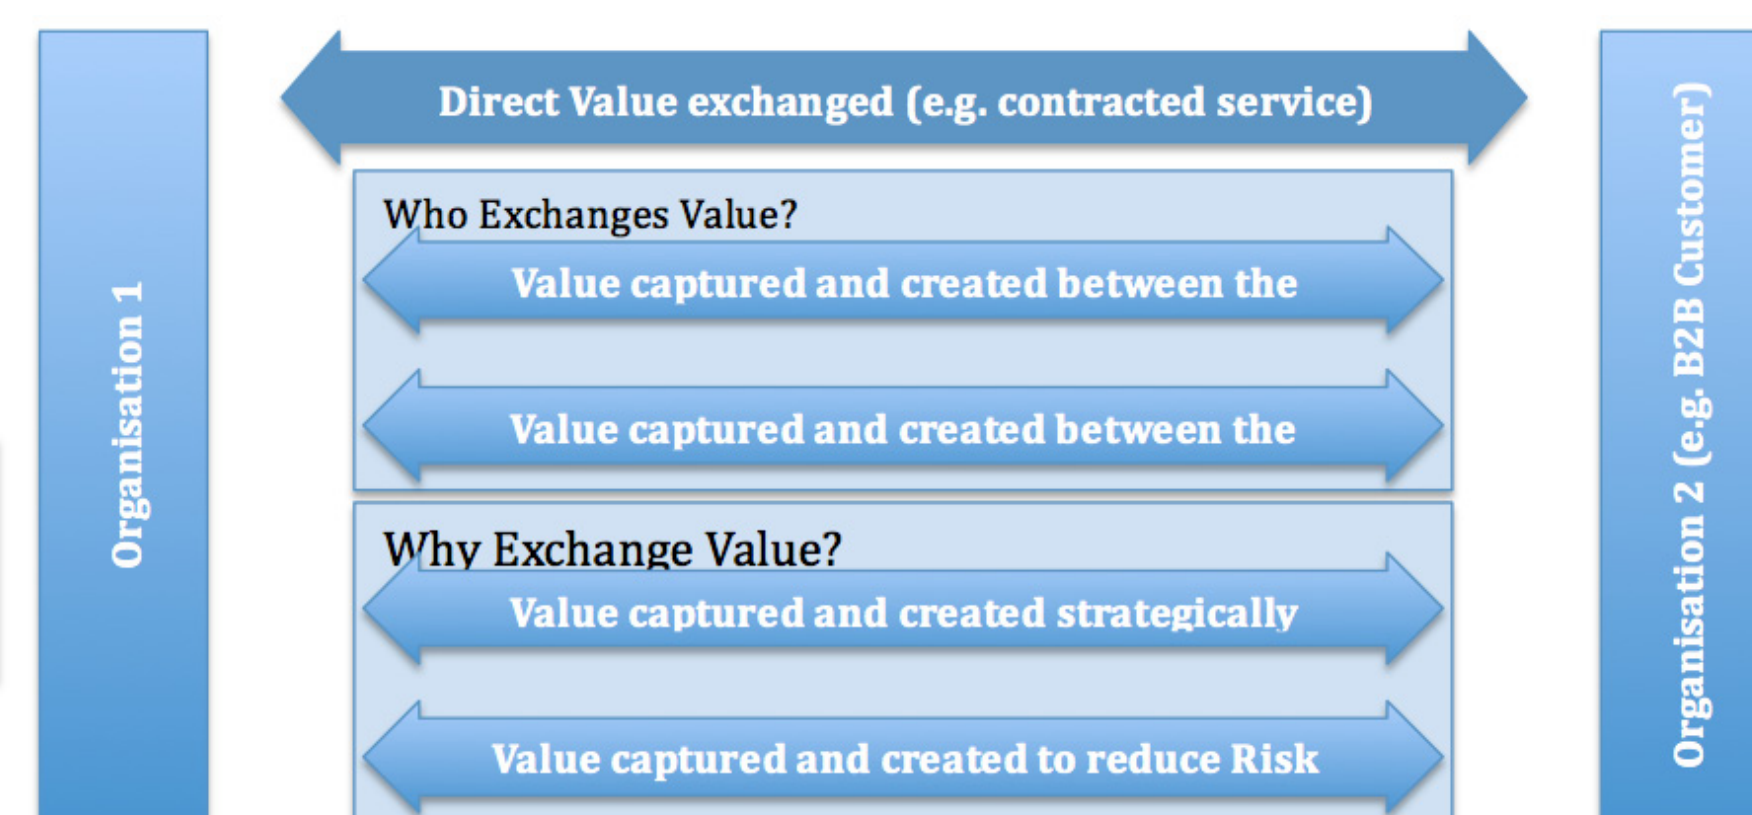 Organisation 1
Direct Value exchanged (e.g. contracted service)
Who Exchanges Value?
Value captured and created between the
Value captured and created between the
Why Exchange Value?
Value captured and created strategically
Value captured and created to reduce Risk
Organisation 2 (e.g. B2B Customer)